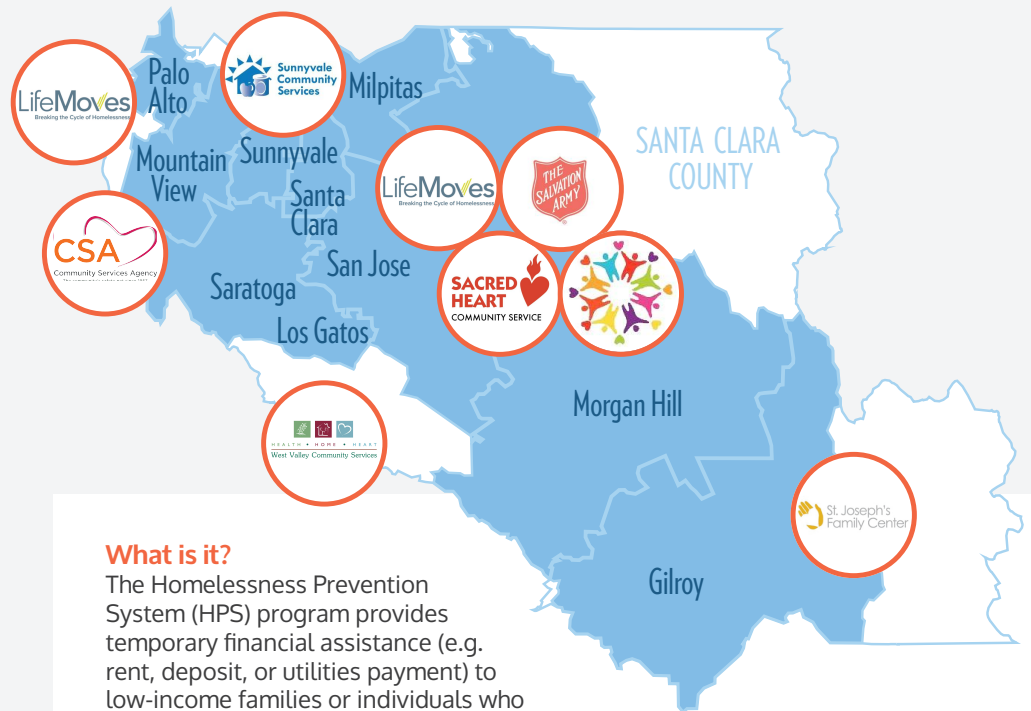 Palo
Alto
LifeMoves
Breaking the Cycle of Homelessness
Sunnyvale
Community
Services
Milpitas
SANTA CLARA
COUNTY
Mountain
View
Sunnyvale
Santa
Clara
LifeMoves
Breaking the Cycle of Homelessness
THE
SALVATION
ARMY
CSA
Community Services Agency
San Jose
Saratoga
Los Gatos
SACRED
HEART
COMMUNITY SERVICE
Morgan Hill
HEALTH • HOME • HEART
West Valley Community Services
St. Joseph's
Family Center
Gilroy
What is it?
The Homelessness Prevention
System (HPS) program provides
temporary financial assistance (e.g.
rent, deposit, or utilities payment) to
low-income families or individuals who